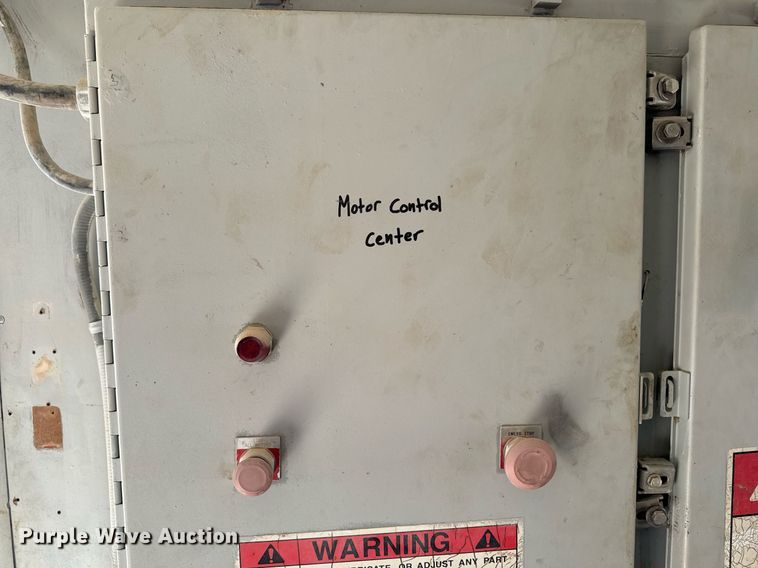 Motor Control
Center
EMERG. STOP
WARNING
OR ADJUST ANY PART
Purple Wave Auction